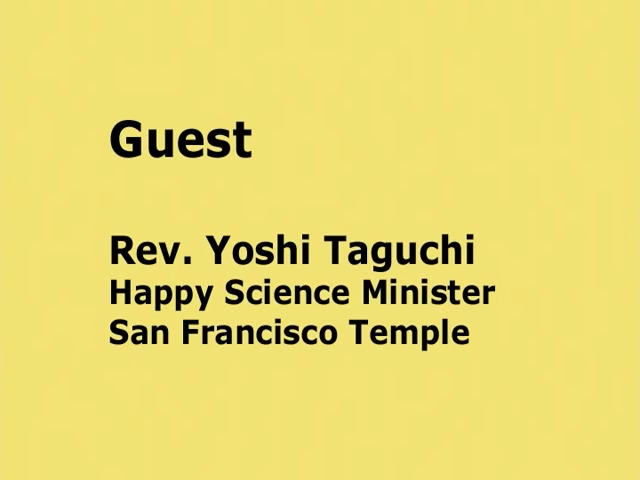 Guest
Rev. Yoshi Taguchi
Happy Science Minister
San Francisco Temple